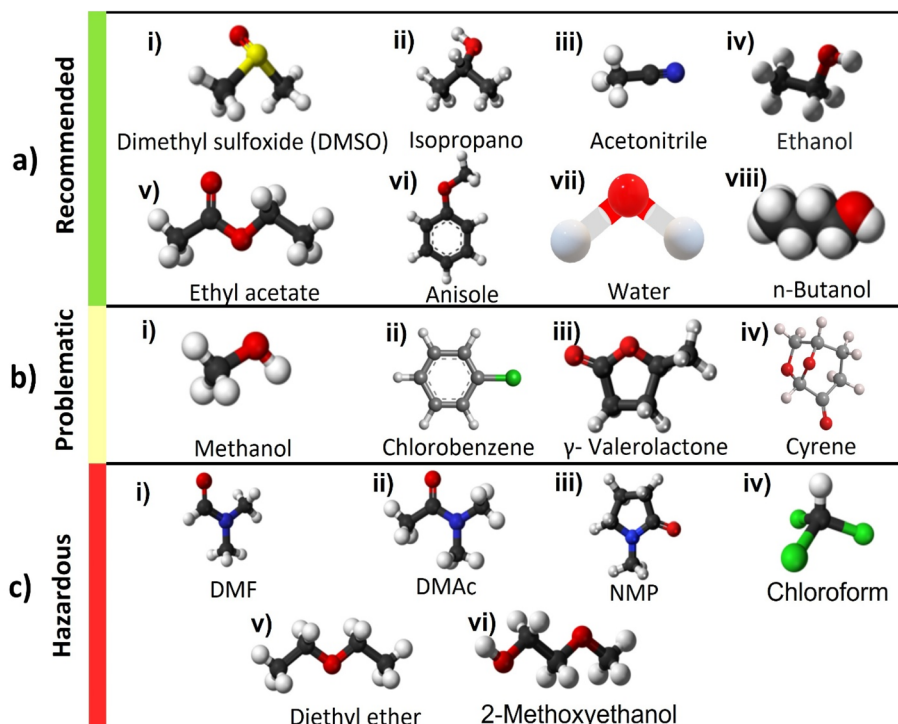 a)
Recommended
i)
ii)
iii)
iv)
Dimethyl sulfoxide (DMSO)
Isopropano
Acetonitrile
Ethanol
v)
vi)
vii)
viii)
Ethyl acetate
Anisole
Water
n-Butanol
b)
Problematic
i)
ii)
iii)
iv)
Methanol
Chlorobenzene
γ- Valerolactone
Cyrene
c)
Hazardous
i)
ii)
iii)
iv)
DMF
DMAc
NMP
Chloroform
v)
vi)
Diethyl ether
2-Methoxyethanol